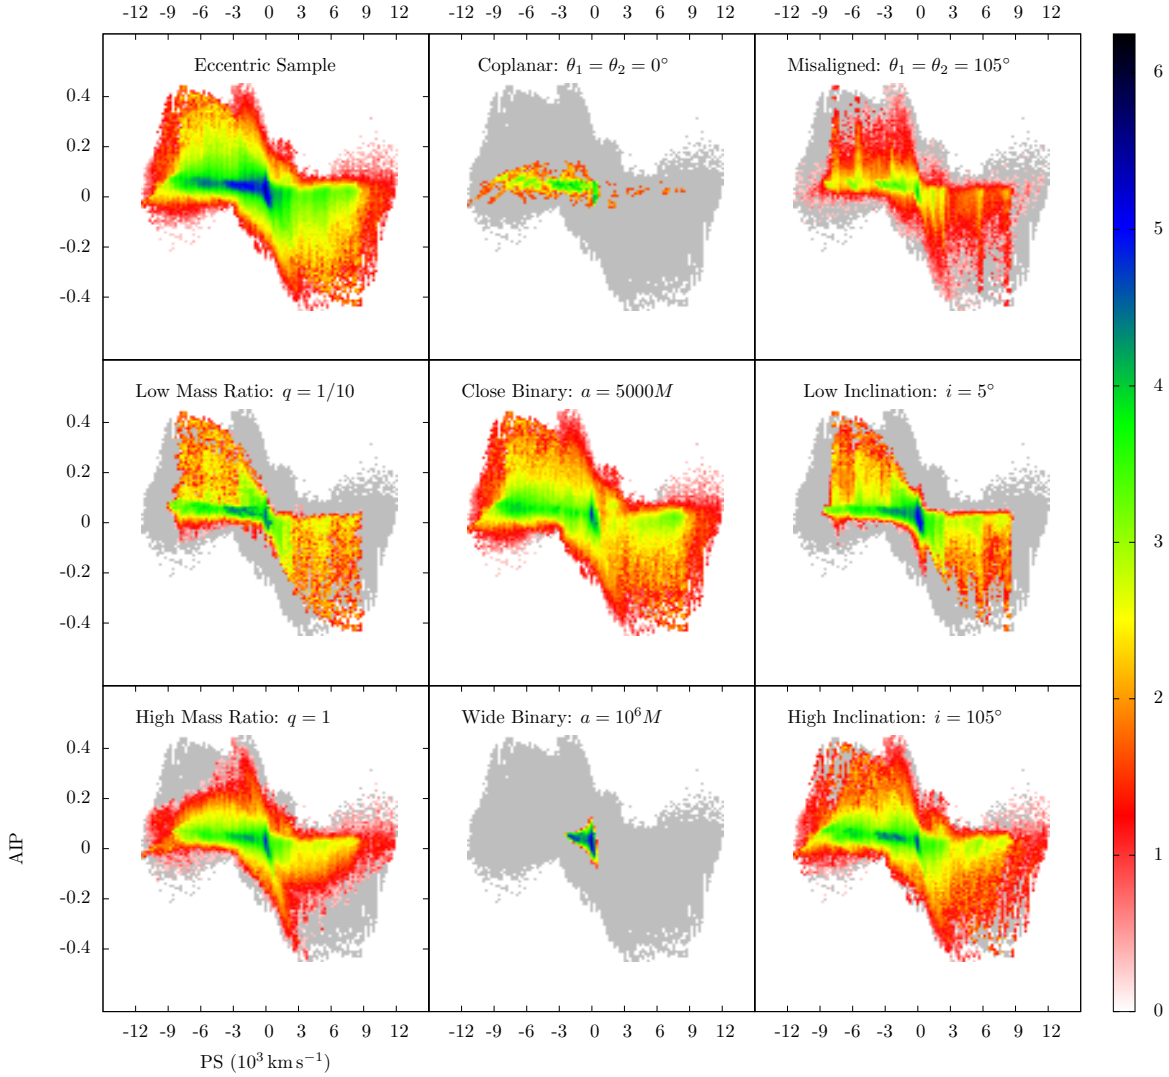 -12 -9 -6 -3 0 3 6 9 12 -12 -9 -6 -3 0 3 6 9 12 -12 -9 -6 -3 0 3 6 9 12
Eccentric Sample
Coplanar: θ₁ = θ₂ = 0°
Misaligned: θ₁ = θ₂ = 105°
0.4
0.2
0
-0.2
-0.4
Low Mass Ratio: q = 1/10
Close Binary: a = 5000M
Low Inclination: i = 5°
0.4
0.2
0
-0.2
-0.4
High Mass Ratio: q = 1
Wide Binary: a = 10⁶M
High Inclination: i = 105°
0.4
0.2
0
-0.2
-0.4
AIP
-12 -9 -6 -3 0 3 6 9 12 -12 -9 -6 -3 0 3 6 9 12 -12 -9 -6 -3 0 3 6 9 12
PS (10³ km s⁻¹)
6
5
4
3
2
1
0